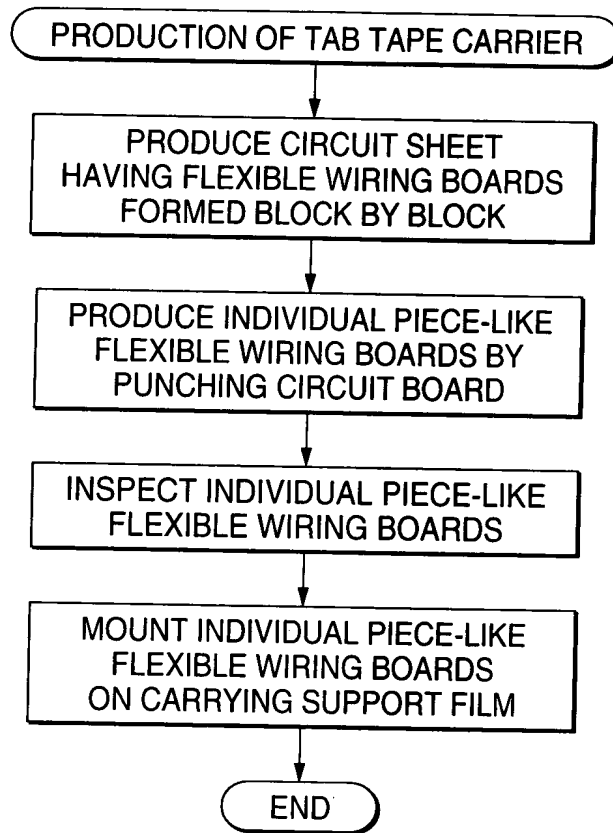 PRODUCTION OF TAB TAPE CARRIER
PRODUCE CIRCUIT SHEET
HAVING FLEXIBLE WIRING BOARDS
FORMED BLOCK BY BLOCK
PRODUCE INDIVIDUAL PIECE-LIKE
FLEXIBLE WIRING BOARDS BY
PUNCHING CIRCUIT BOARD
INSPECT INDIVIDUAL PIECE-LIKE
FLEXIBLE WIRING BOARDS
MOUNT INDIVIDUAL PIECE-LIKE
FLEXIBLE WIRING BOARDS
ON CARRYING SUPPORT FILM
END